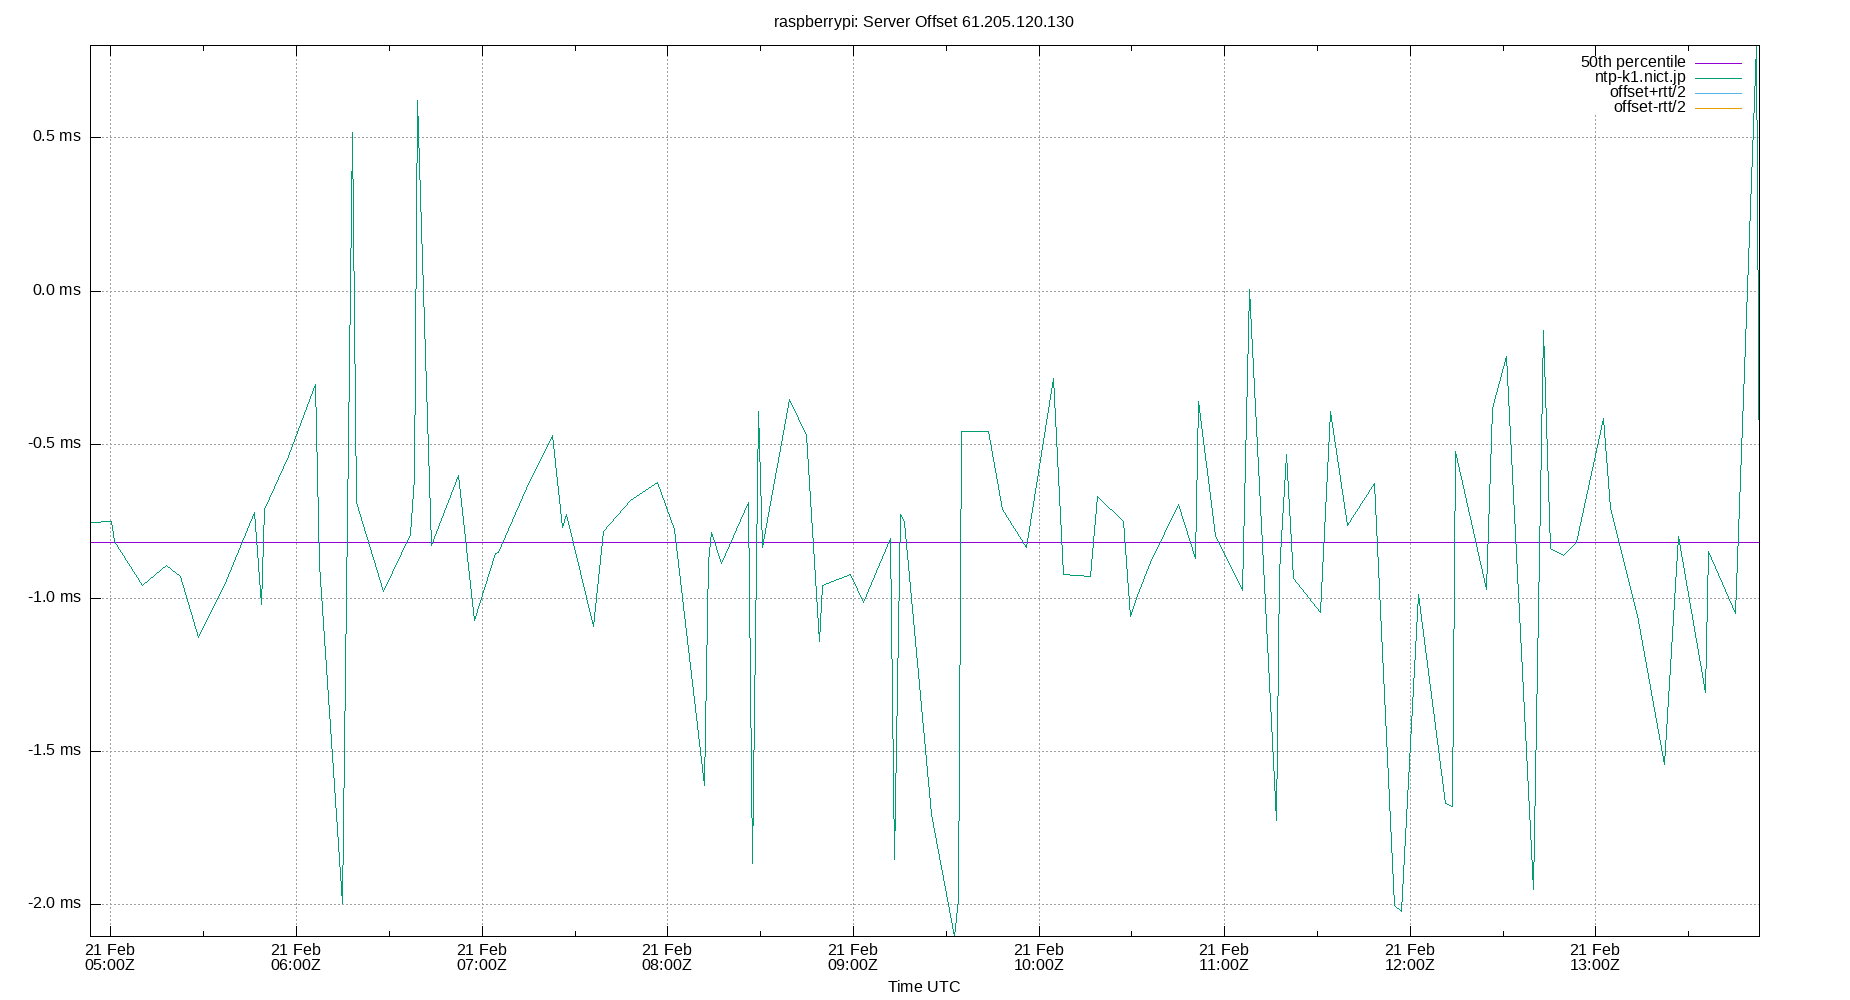 raspberrypi: Server Offset 61.205.120.130
50th percentile
ntp-k1.nict.jp
offset+rtt/2
offset-rtt/2
0.5 ms
0.0 ms
-0.5 ms
-1.0 ms
-1.5 ms
-2.0 ms
21 Feb 21 Feb 21 Feb 21 Feb 21 Feb 21 Feb 21 Feb 21 Feb 21 Feb
05:00Z 06:00Z 07:00Z 08:00Z 09:00Z 10:00Z 11:00Z 12:00Z 13:00Z
Time UTC